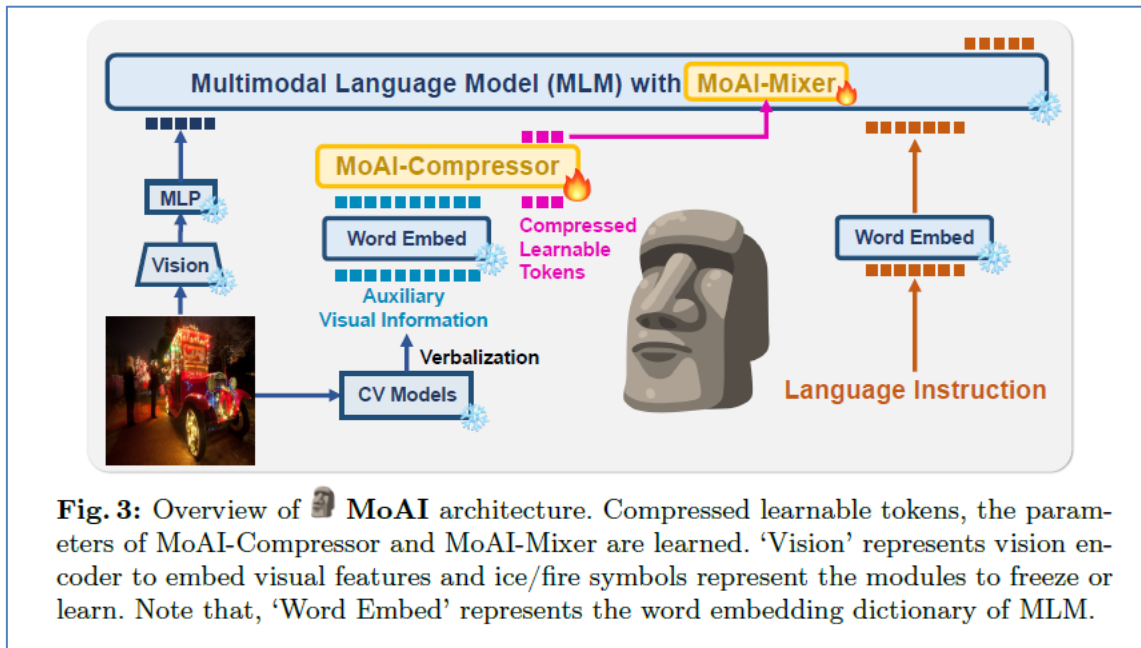 Multimodal Language Model (MLM) with MoAI-Mixer
MoAI-Compressor
MLP
Word Embed
Compressed
Learnable
Tokens
Word Embed
Vision
Auxiliary
Visual Information
Verbalization
CV Models
Language Instruction
Fig. 3: Overview of MoAI architecture. Compressed learnable tokens, the param-
eters of MoAI-Compressor and MoAI-Mixer are learned. ‘Vision’ represents vision en-
coder to embed visual features and ice/fire symbols represent the modules to freeze or
learn. Note that, ‘Word Embed’ represents the word embedding dictionary of MLM.